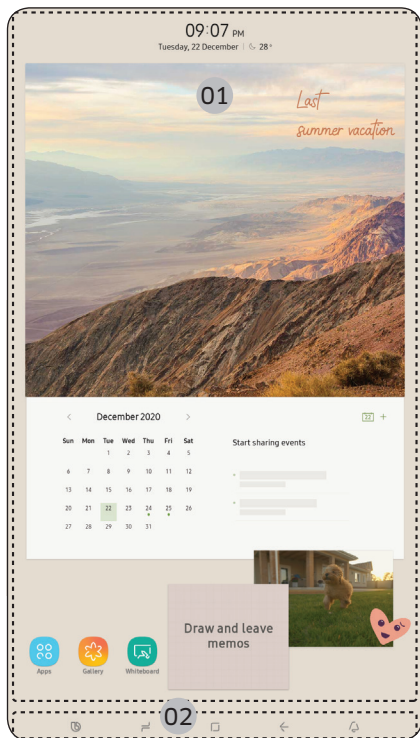 09:07 PM
Tuesday, 22 December | 28°
01
Last
summer vacation
December 2020
22 +
Sun Mon Tue Wed Thu Fri Sat
Start sharing events
1 2 3 4 5
6 7 8 9 10 11 12
13 14 15 16 17 18 19
20 21 22 23 24 25 26
27 28 29 30 31
Draw and leave
memos
Apps Gallery Whiteboard
02